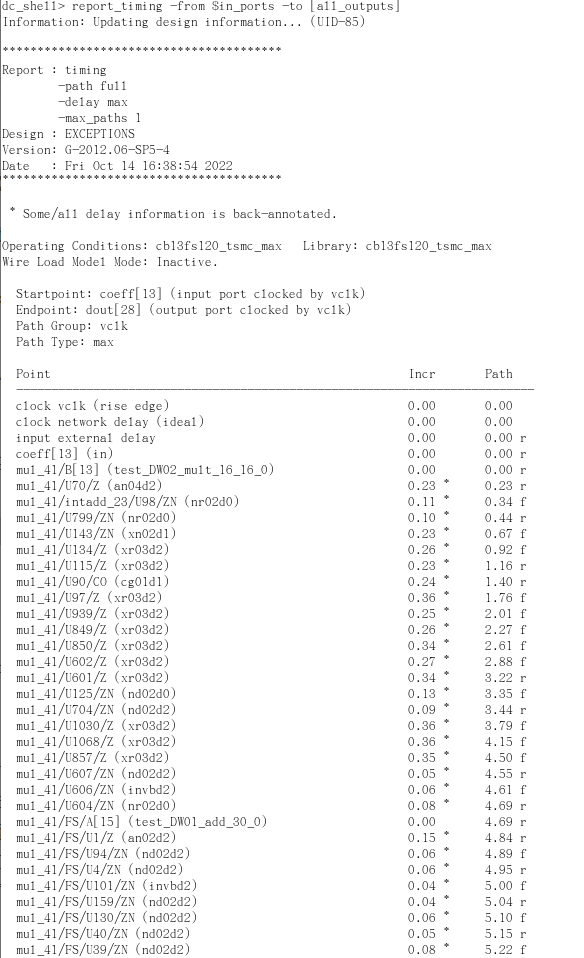 dc_shell> report_timing -from $in_ports -to [all_outputs]
Information: Updating design information... (UID-85)
****************************************
Report : timing
-path full
-delay max
-max_paths 1
Design : EXCEPTIONS
Version: G-2012.06-SP5-4
Date   : Fri Oct 14 16:38:54 2022
****************************************
* Some/all delay information is back-annotated.
Operating Conditions: cb13fs120_tsmc_max   Library: cb13fs120_tsmc_max
Wire Load Model Mode: Inactive.
Startpoint: coeff[13] (input port clocked by vclk)
Endpoint: dout[28] (output port clocked by vclk)
Path Group: vclk
Path Type: max
Point Incr Path
--------------------------------------------------------------------------
clock vclk (rise edge) 0.00 0.00
clock network delay (ideal) 0.00 0.00
input external delay 0.00 0.00 r
coeff[13] (in) 0.00 0.00 r
mul_41/B[13] (test_DW02_mult_16_16_0) 0.00 0.00 r
mul_41/U70/Z (an04d2) 0.23 * 0.23 r
mul_41/intadd_23/U98/ZN (nr02d0) 0.11 * 0.34 f
mul_41/U799/ZN (nr02d0) 0.10 * 0.44 r
mul_41/U143/ZN (xn02d1) 0.23 * 0.67 f
mul_41/U134/Z (xr03d2) 0.26 * 0.92 f
mul_41/U115/Z (xr03d2) 0.23 * 1.16 r
mul_41/U90/CO (cg01d1) 0.24 * 1.40 r
mul_41/U97/Z (xr03d2) 0.36 * 1.76 f
mul_41/U939/Z (xr03d2) 0.25 * 2.01 f
mul_41/U849/Z (xr03d2) 0.26 * 2.27 f
mul_41/U850/Z (xr03d2) 0.34 * 2.61 f
mul_41/U602/Z (xr03d2) 0.27 * 2.88 f
mul_41/U601/Z (xr03d2) 0.34 * 3.22 r
mul_41/U125/ZN (nd02d0) 0.13 * 3.35 f
mul_41/U704/ZN (nd02d2) 0.09 * 3.44 r
mul_41/U1030/Z (xr03d2) 0.36 * 3.79 f
mul_41/U1068/Z (xr03d2) 0.36 * 4.15 f
mul_41/U857/Z (xr03d2) 0.35 * 4.50 f
mul_41/U607/ZN (nd02d2) 0.05 * 4.55 r
mul_41/U606/ZN (invbd2) 0.06 * 4.61 f
mul_41/U604/ZN (nr02d0) 0.08 * 4.69 r
mul_41/FS/A[15] (test_DW01_add_30_0) 0.00 4.69 r
mul_41/FS/U1/Z (an02d2) 0.15 * 4.84 r
mul_41/FS/U94/ZN (nd02d2) 0.06 * 4.89 f
mul_41/FS/U4/ZN (nd02d2) 0.06 * 4.95 r
mul_41/FS/U101/ZN (invbd2) 0.04 * 5.00 f
mul_41/FS/U159/ZN (nd02d2) 0.04 * 5.04 r
mul_41/FS/U130/ZN (nd02d2) 0.06 * 5.10 f
mul_41/FS/U40/ZN (nd02d2) 0.05 * 5.15 r
mul_41/FS/U39/ZN (nd02d2) 0.08 * 5.22 f